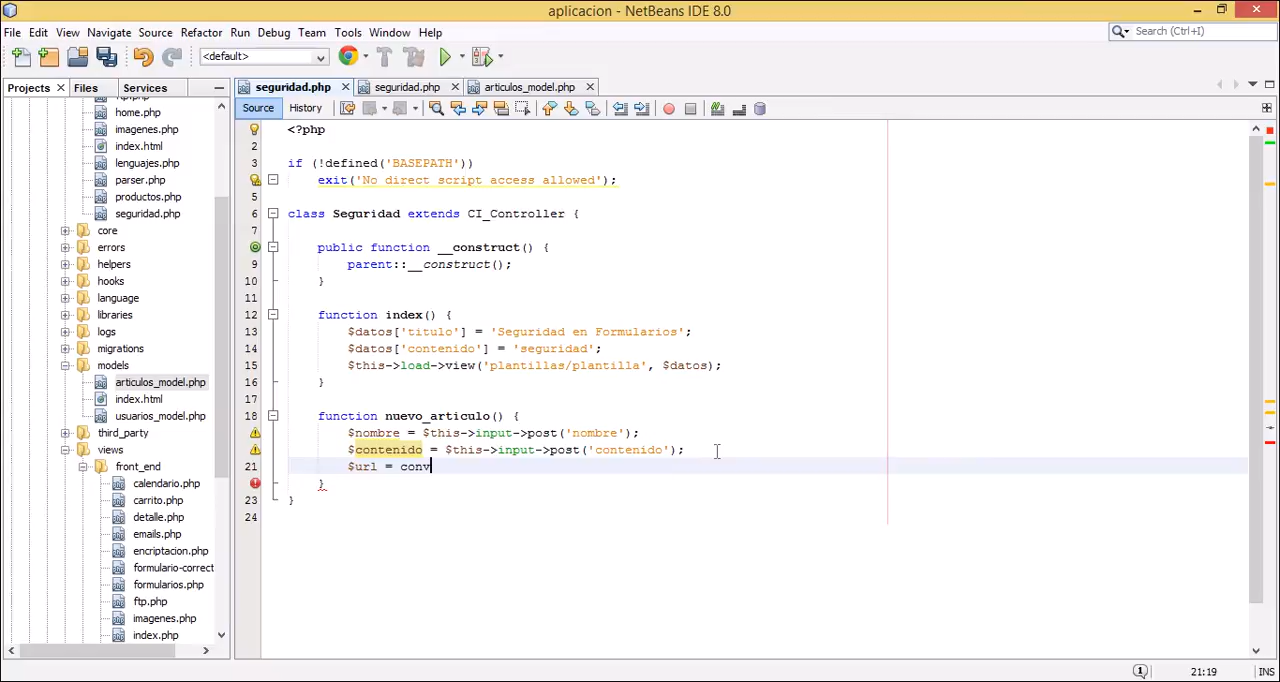 aplicacion - NetBeans IDE 8.0
File Edit View Navigate Source Refactor Run Debug Team Tools Window Help
Search (Ctrl+I)
<default>
Projects Files Services
seguridad.php seguridad.php articulos_model.php
Source History
home.php
imagenes.php
index.html
lenguajes.php
parser.php
productos.php
seguridad.php
core
errors
helpers
hooks
language
libraries
logs
migrations
models
articulos_model.php
index.html
usuarios_model.php
third_party
views
front_end
calendario.php
carrito.php
detalle.php
emails.php
encriptacion.php
formulario-correct
formularios.php
ftp.php
imagenes.php
index.php
<?php
2
3 if (!defined('BASEPATH'))
exit('No direct script access allowed');
5
6 class Seguridad extends CI_Controller {
7
public function __construct() {
9 parent::__construct();
10 }
11
12 function index() {
13 $datos['titulo'] = 'Seguridad en Formularios';
14 $datos['contenido'] = 'seguridad';
15 $this->load->view('plantillas/plantilla', $datos);
16 }
17
18 function nuevo_articulo() {
$nombre = $this->input->post('nombre');
$contenido = $this->input->post('contenido');
21 $url = conv
}
23 }
24
1
21:19 INS